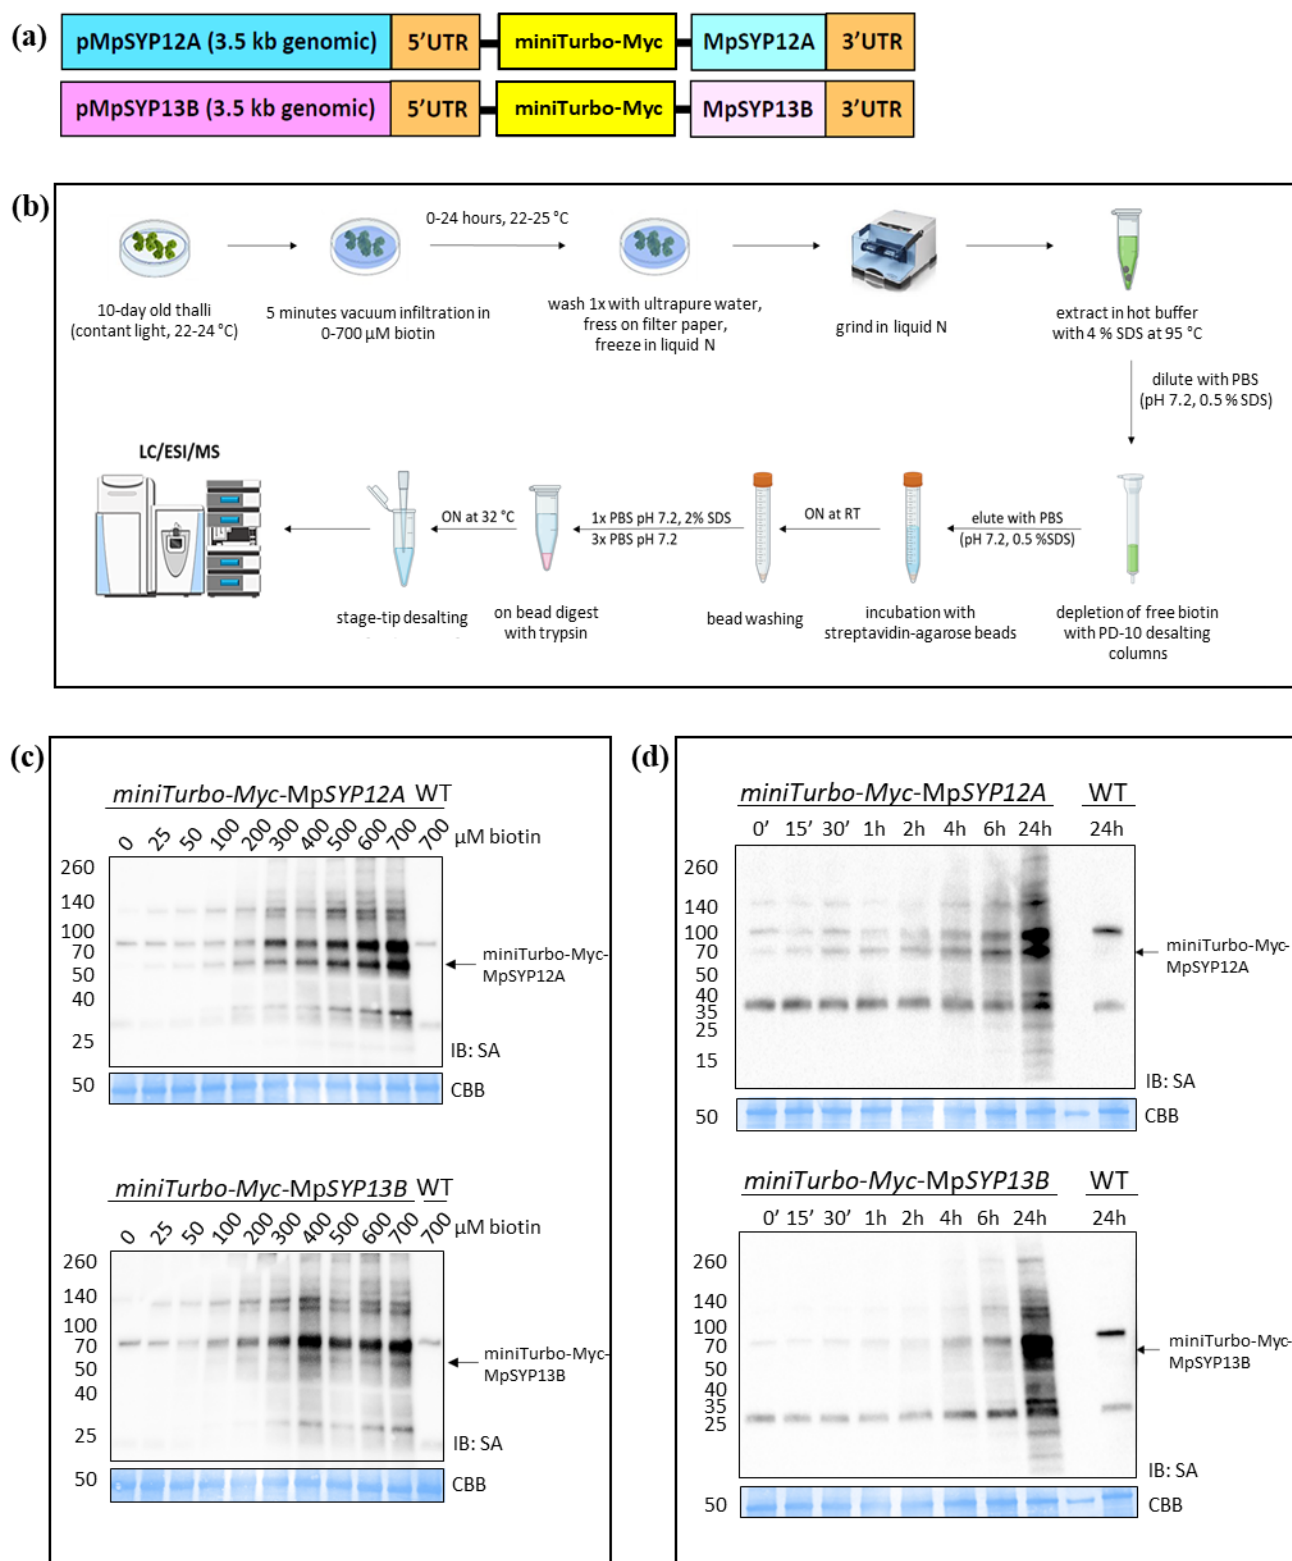 (a)
pMpSYP12A (3.5 kb genomic) 5'UTR miniTurbo-Myc MpSYP12A 3'UTR
pMpSYP13B (3.5 kb genomic) 5'UTR miniTurbo-Myc MpSYP13B 3'UTR
(b)
10-day old thalli
(contant light, 22-24 °C)
5 minutes vacuum infiltration in
0-700 µM biotin
0-24 hours, 22-25 °C
wash 1x with ultrapure water,
fress on filter paper,
freeze in liquid N
grind in liquid N
extract in hot buffer
with 4 % SDS at 95 °C
dilute with PBS
(pH 7.2, 0.5 % SDS)
depletion of free biotin
with PD-10 desalting
columns
elute with PBS
(pH 7.2, 0.5 %SDS)
incubation with
streptavidin-agarose beads
ON at RT
bead washing
1x PBS pH 7.2, 2% SDS
3x PBS pH 7.2
on bead digest
with trypsin
ON at 32 °C
stage-tip desalting
LC/ESI/MS
(c)
miniTurbo-Myc-MpSYP12A WT
0 25 50 100 200 300 400 500 600 700 700 µM biotin
260
140
100
70
50
40
25
miniTurbo-Myc-
MpSYP12A
IB: SA
50 CBB
miniTurbo-Myc-MpSYP13B WT
0 25 50 100 200 300 400 500 600 700 700 µM biotin
260
140
100
70
50
40
25
miniTurbo-Myc-
MpSYP13B
IB: SA
50 CBB
(d)
miniTurbo-Myc-MpSYP12A WT
0' 15' 30' 1h 2h 4h 6h 24h 24h
260
140
100
70
50
40
35
25
15
miniTurbo-Myc-
MpSYP12A
IB: SA
50 CBB
miniTurbo-Myc-MpSYP13B WT
0' 15' 30' 1h 2h 4h 6h 24h 24h
260
140
100
70
50
40
35
25
miniTurbo-Myc-
MpSYP13B
IB: SA
50 CBB